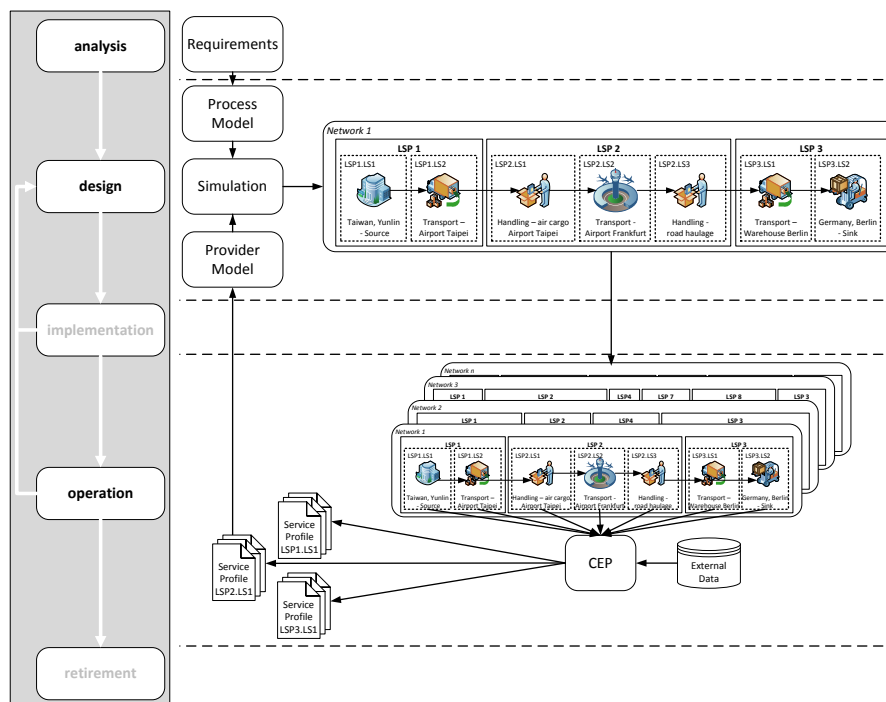 analysis
design
implementation
operation
retirement
Requirements
Process
Model
Simulation
Provider
Model
Network 1
LSP 1
LSP 2
LSP 3
LSP1.LS1
LSP1.LS2
LSP2.LS1
LSP2.LS2
LSP2.LS3
LSP3.LS1
LSP3.LS2
Taiwan, Yunlin
- Source
Transport –
Airport Taipei
Handling – air cargo
Airport Taipei
Transport -
Airport Frankfurt
Handling -
road haulage
Transport –
Warehouse Berlin
Germany, Berlin
- Sink
Network n
Network 3
LSP 1
LSP 2
LSP4
LSP 7
LSP 8
LSP 3
Network 2
LSP 1
LSP 2
LSP4
LSP 3
Network 1
LSP 1
LSP 2
LSP 3
LSP1.LS1
LSP1.LS2
LSP2.LS1
LSP2.LS2
LSP2.LS3
LSP3.LS1
LSP3.LS2
Taiwan, Yunlin
Source
Transport –
Airport Taipei
Handling – air cargo
Airport Taipei
Transport -
Airport Frankfurt
Handling -
road haulage
Transport –
Warehouse Berlin
Germany, Berlin
- Sink
Service
Profile
LSP1.LS1
Service
Profile
LSP2.LS1
Service
Profile
LSP3.LS1
CEP
External
Data